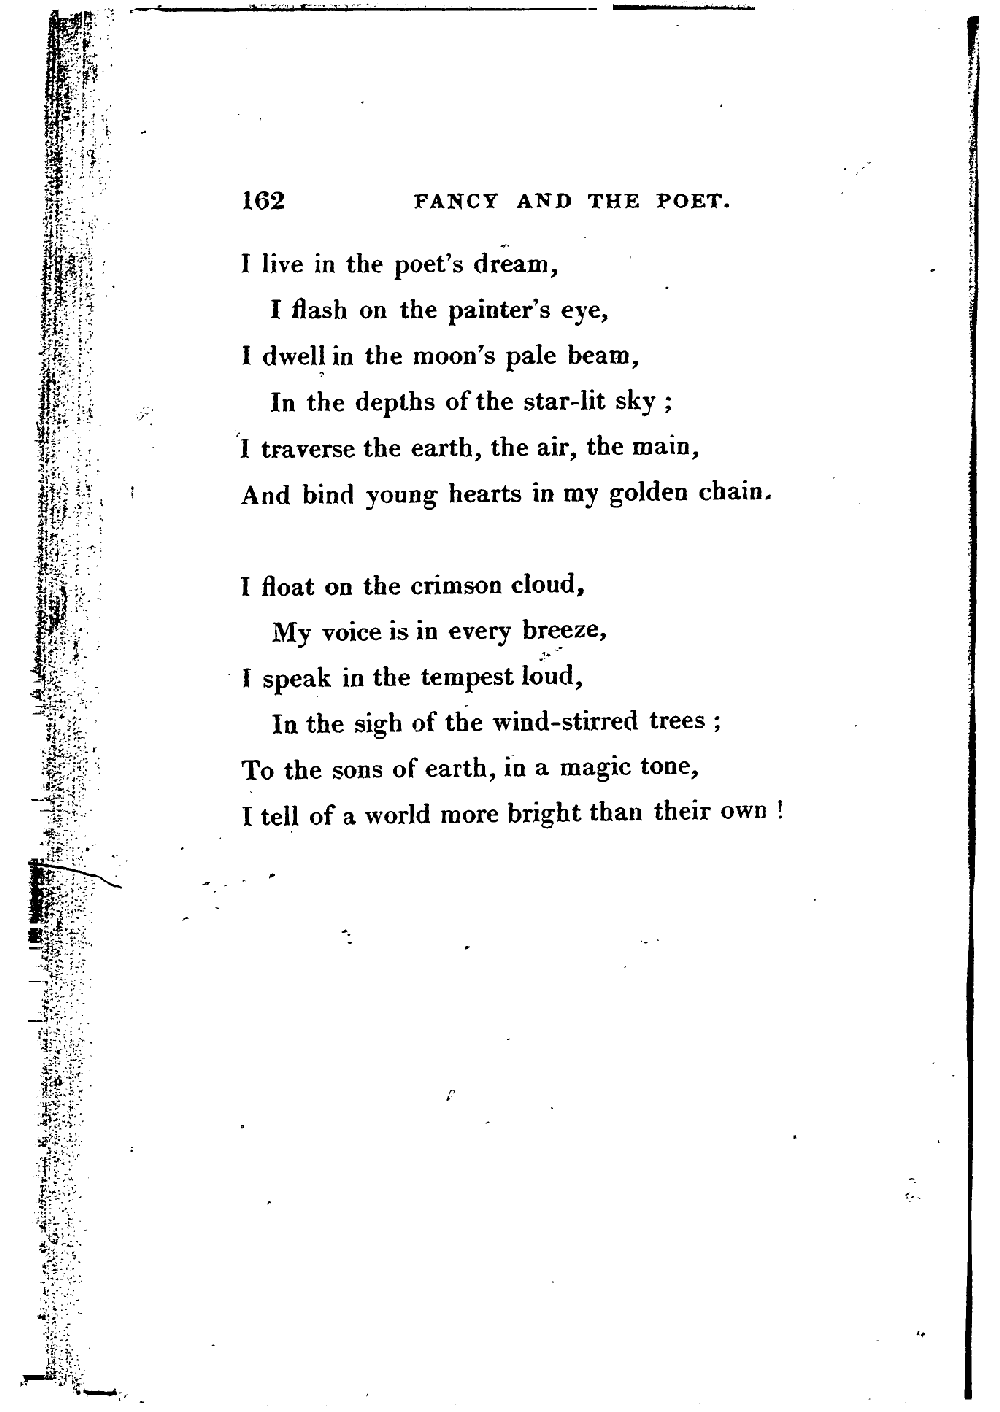 162 FANCY AND THE POET.
I live in the poet's dream,
I flash on the painter's eye,
I dwell in the moon's pale beam,
In the depths of the star-lit sky ;
I traverse the earth, the air, the main,
And bind young hearts in my golden chain.
I float on the crimson cloud,
My voice is in every breeze,
I speak in the tempest loud,
In the sigh of the wind-stirred trees ;
To the sons of earth, in a magic tone,
I tell of a world more bright than their own !